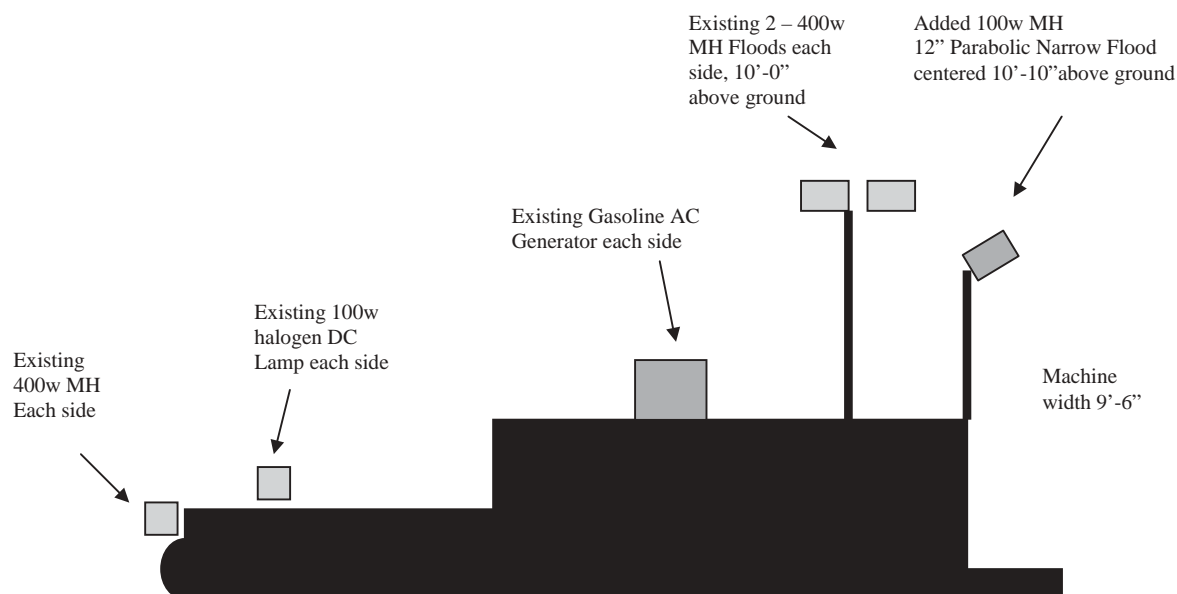 Existing 2 – 400w
MH Floods each
side, 10’-0”
above ground
Added 100w MH
12” Parabolic Narrow Flood
centered 10’-10”above ground
Existing Gasoline AC
Generator each side
Existing 100w
halogen DC
Lamp each side
Existing
400w MH
Each side
Machine
width 9’-6”